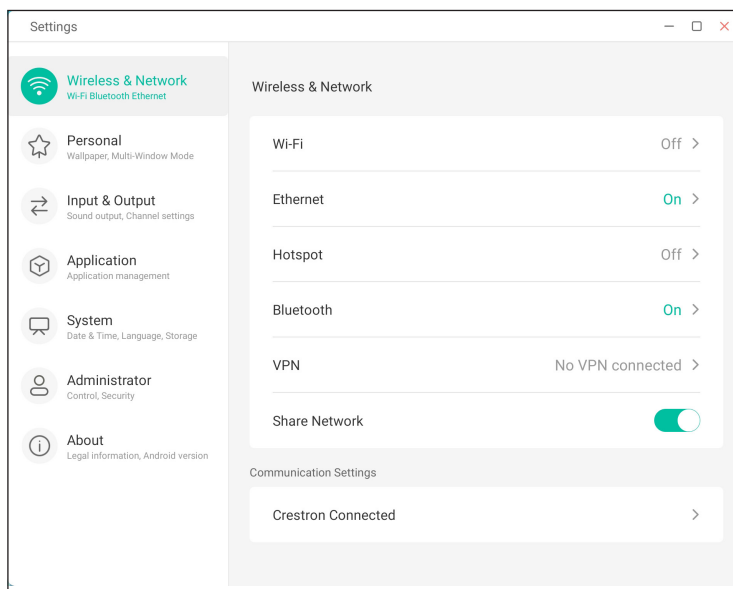 Settings
Wireless & Network
Wi-Fi Bluetooth Ethernet
Personal
Wallpaper, Multi-Window Mode
Input & Output
Sound output, Channel settings
Application
Application management
System
Date & Time, Language, Storage
Administrator
Control, Security
About
Legal information, Android version
Wireless & Network
Wi-Fi Off
Ethernet On
Hotspot Off
Bluetooth On
VPN No VPN connected
Share Network
Communication Settings
Crestron Connected